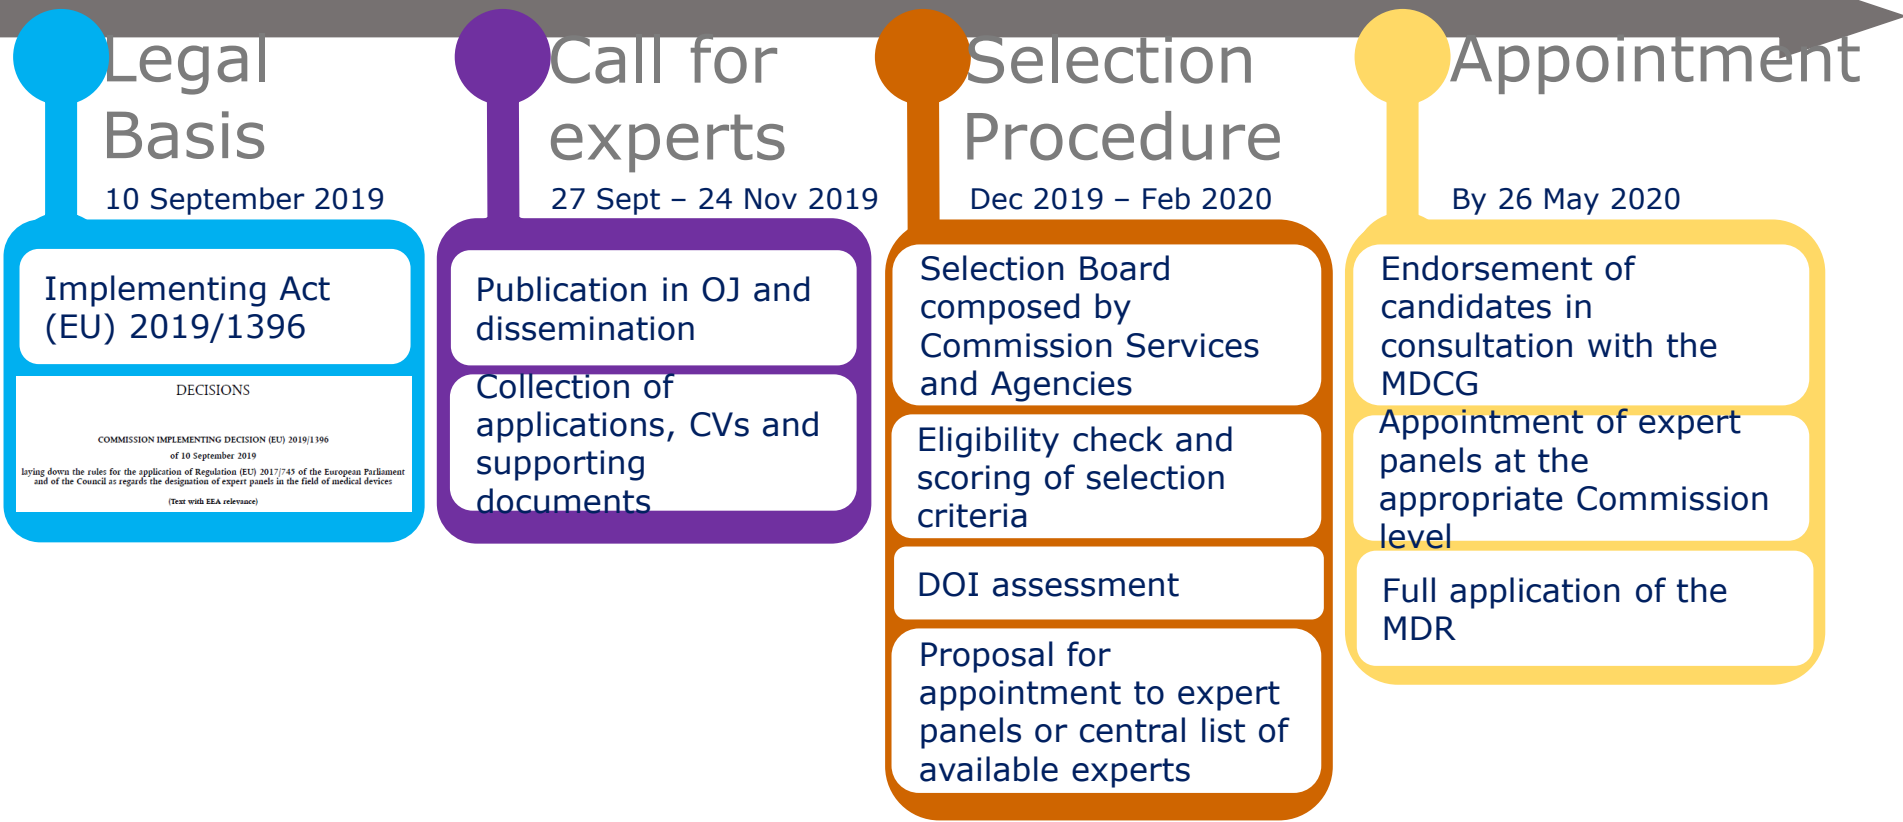 Legal
Basis
10 September 2019
Implementing Act
(EU) 2019/1396
DECISIONS
COMMISSION IMPLEMENTING DECISION (EU) 2019/1396
of 10 September 2019
laying down the rules for the application of Regulation (EU) 2017/745 of the European Parliament
and of the Council as regards the designation of expert panels in the field of medical devices
(Text with EEA relevance)
Call for
experts
27 Sept – 24 Nov 2019
Publication in OJ and
dissemination
Collection of
applications, CVs and
supporting
documents
Selection
Procedure
Dec 2019 – Feb 2020
Selection Board
composed by
Commission Services
and Agencies
Eligibility check and
scoring of selection
criteria
DOI assessment
Proposal for
appointment to expert
panels or central list of
available experts
Appointment
By 26 May 2020
Endorsement of
candidates in
consultation with the
MDCG
Appointment of expert
panels at the
appropriate Commission
level
Full application of the
MDR